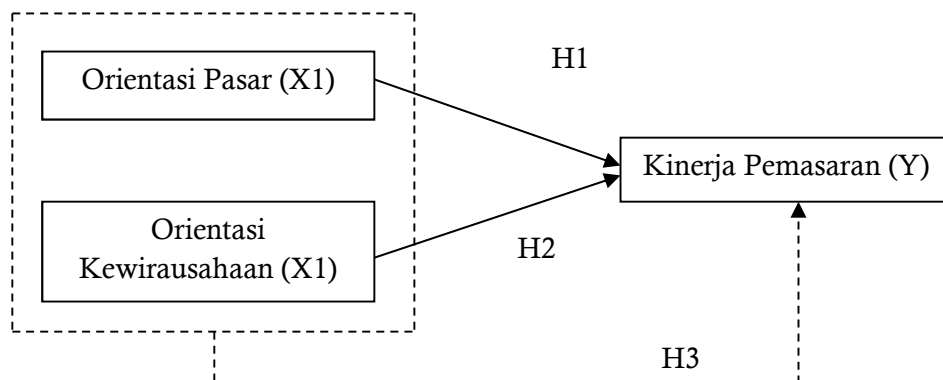 H1
Orientasi Pasar (X1)
Kinerja Pemasaran (Y)
Orientasi
Kewirausahaan (X1)
H2
H3